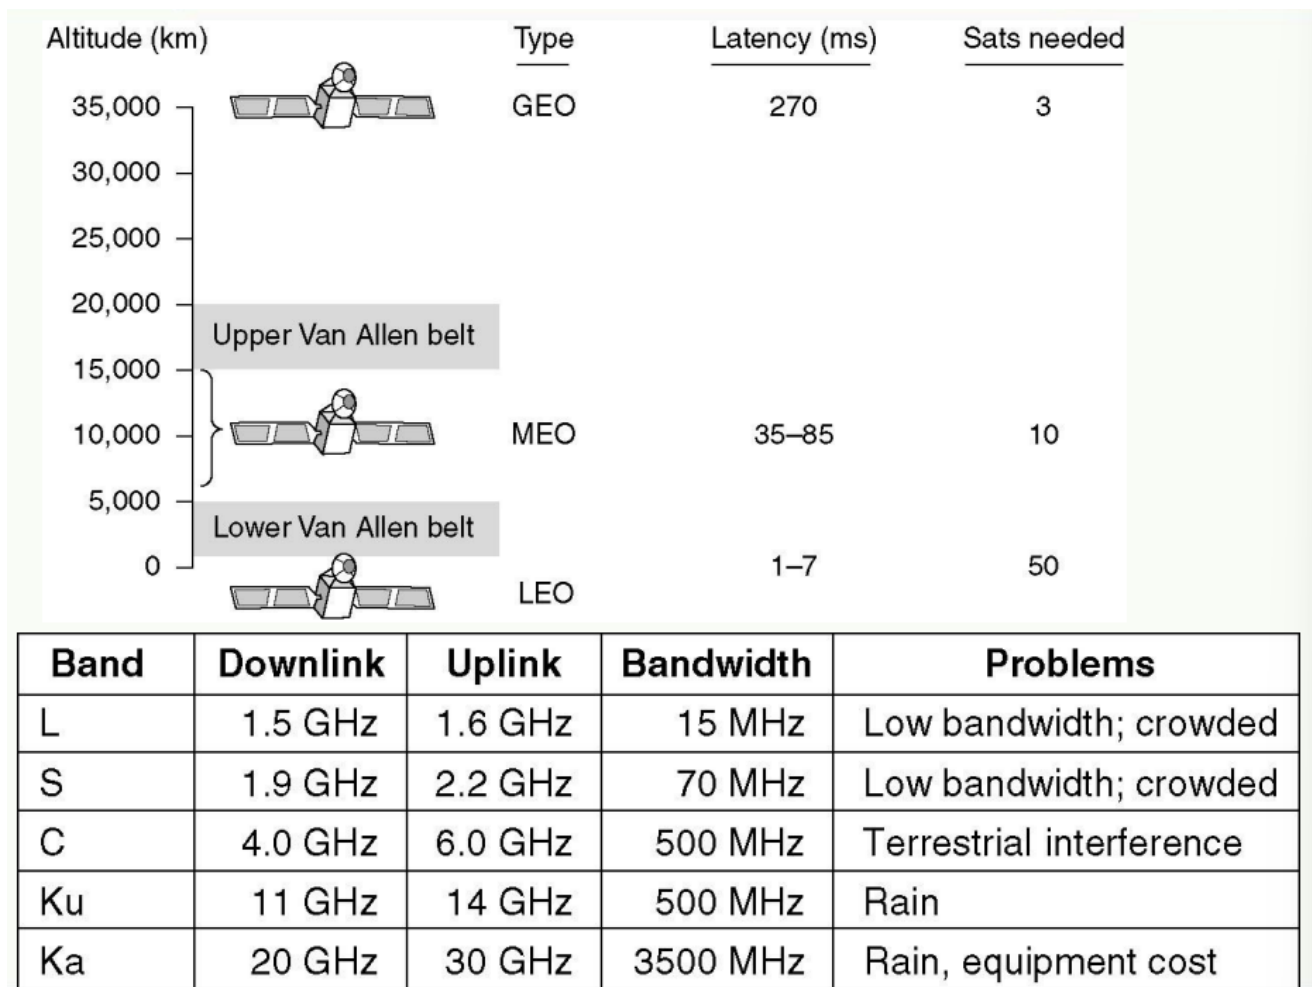 Altitude (km) Type Latency (ms) Sats needed
35,000 GEO 270 3
30,000
25,000
20,000
Upper Van Allen belt
15,000
10,000 MEO 35–85 10
5,000
Lower Van Allen belt
0 1–7 50
LEO
Band Downlink Uplink Bandwidth Problems
L 1.5 GHz 1.6 GHz 15 MHz Low bandwidth; crowded
S 1.9 GHz 2.2 GHz 70 MHz Low bandwidth; crowded
C 4.0 GHz 6.0 GHz 500 MHz Terrestrial interference
Ku 11 GHz 14 GHz 500 MHz Rain
Ka 20 GHz 30 GHz 3500 MHz Rain, equipment cost